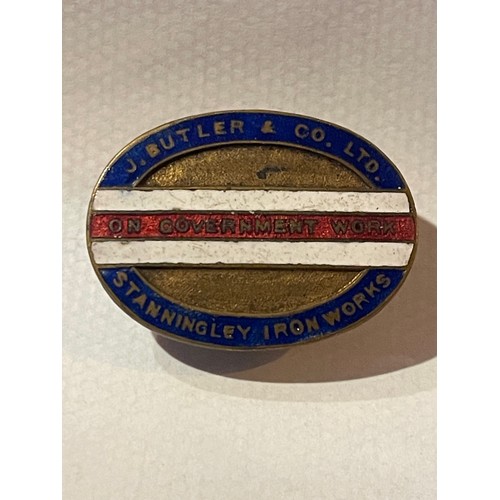 J. BUTLER & CO. LTD.
ON GOVERNMENT WORK
STANNINGLEY IRON WORKS